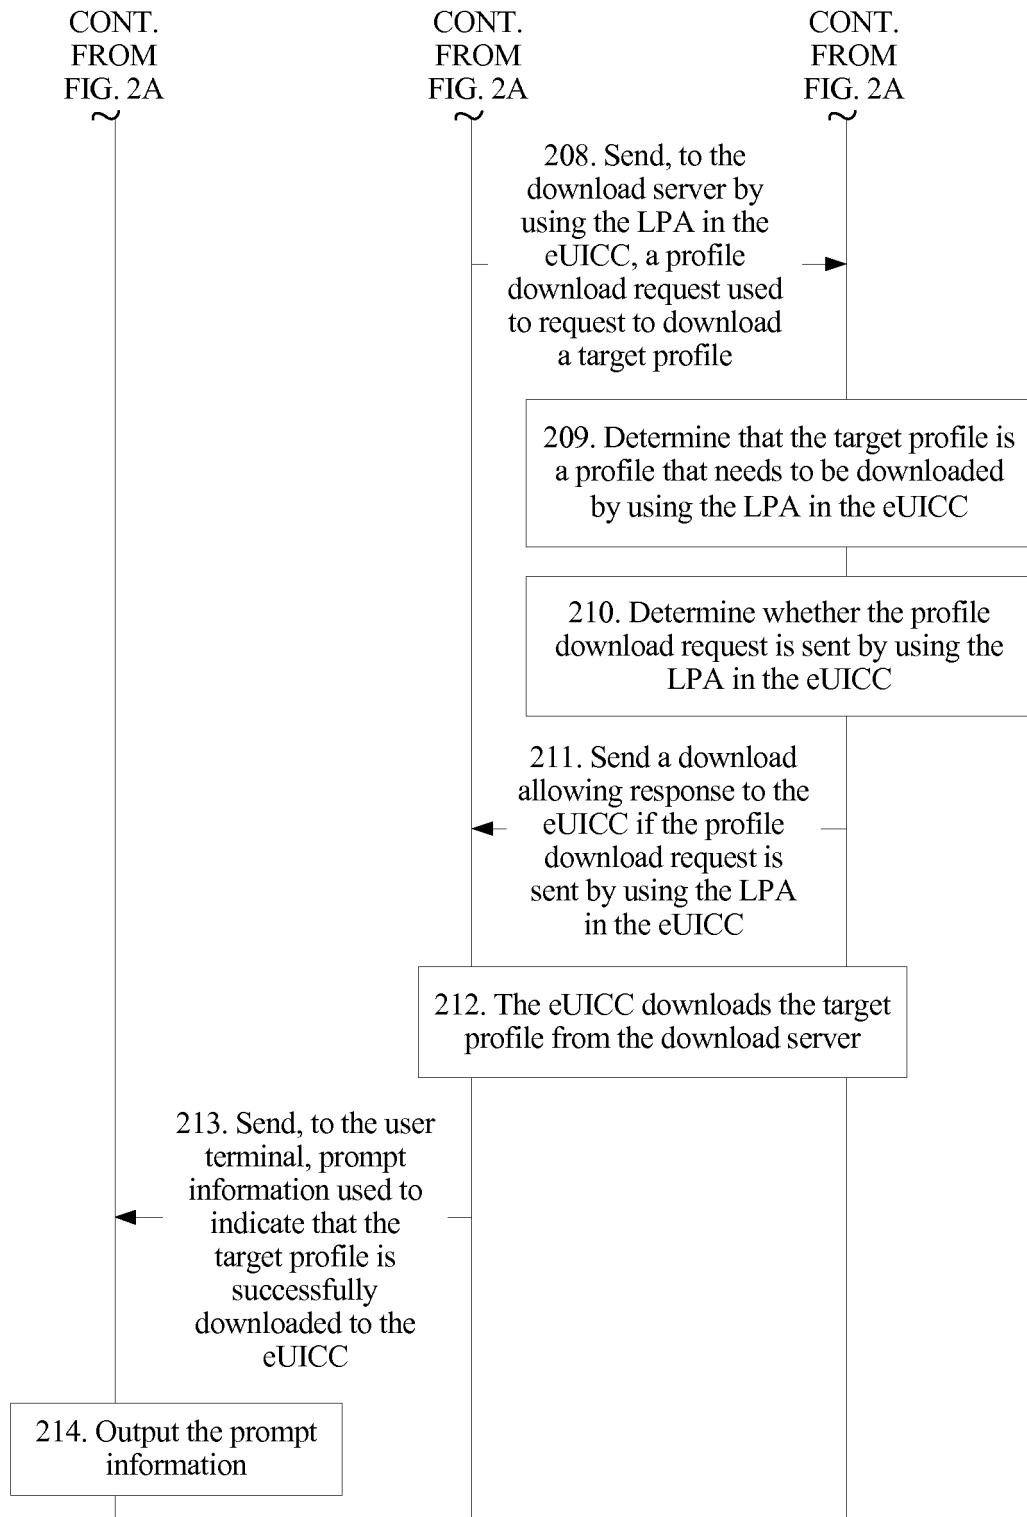 CONT.
FROM
FIG. 2A
CONT.
FROM
FIG. 2A
CONT.
FROM
FIG. 2A
208. Send, to the
download server by
using the LPA in the
eUICC, a profile
download request used
to request to download
a target profile
209. Determine that the target profile is
a profile that needs to be downloaded
by using the LPA in the eUICC
210. Determine whether the profile
download request is sent by using the
LPA in the eUICC
211. Send a download
allowing response to the
eUICC if the profile
download request is
sent by using the LPA
in the eUICC
212. The eUICC downloads the target
profile from the download server
213. Send, to the user
terminal, prompt
information used to
indicate that the
target profile is
successfully
downloaded to the
eUICC
214. Output the prompt
information